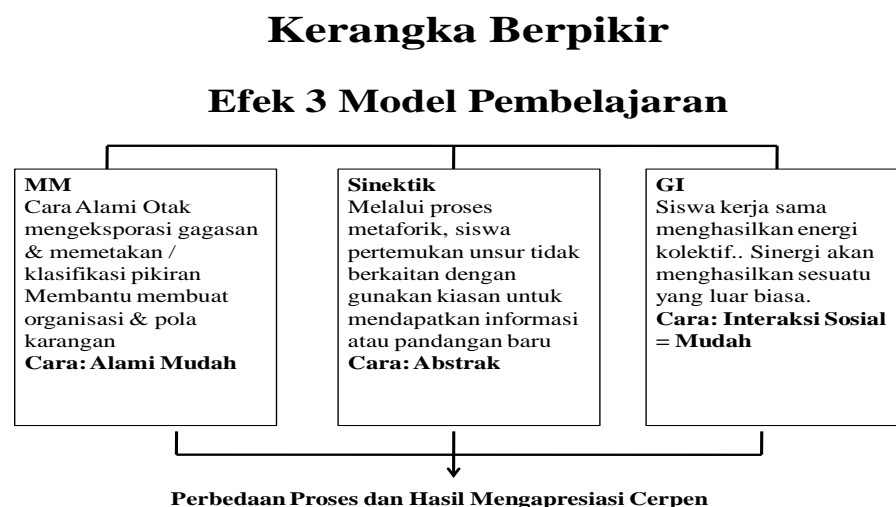 Kerangka Berpikir
Efek 3 Model Pembelajaran
MM
Cara Alami Otak
mengeksporasi gagasan
& memetakan /
klasifikasi pikiran
Membantu membuat
organisasi & pola
karangan
Cara: Alami Mudah
Sinektik
Melalui proses
metaforik, siswa
pertemukan unsur tidak
berkaitan dengan
gunakan kiasan untuk
mendapatkan informasi
atau pandangan baru
Cara: Abstrak
GI
Siswa kerja sama
menghasilkan energi
kolektif.. Sinergi akan
menghasilkan sesuatu
yang luar biasa.
Cara: Interaksi Sosial
= Mudah
Perbedaan Proses dan Hasil Mengapresiasi Cerpen